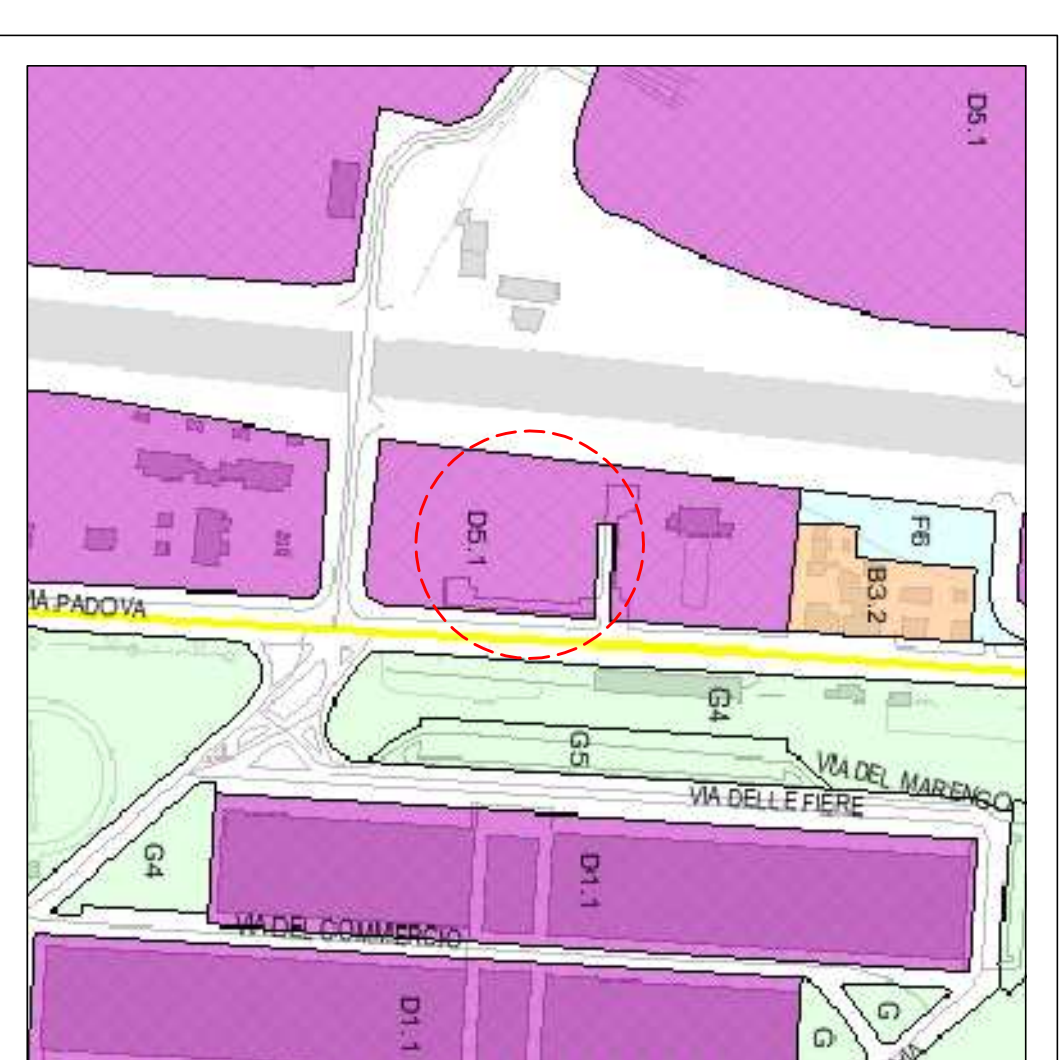 D5.1
D5.1
F6
B3.2
VIA PADOVA
G4
G5
VIA DEL MARENGO
VIA DELLE FIERE
G4
D1.1
VIA DEL COMMERCIO
D1.1
G
G
VIA